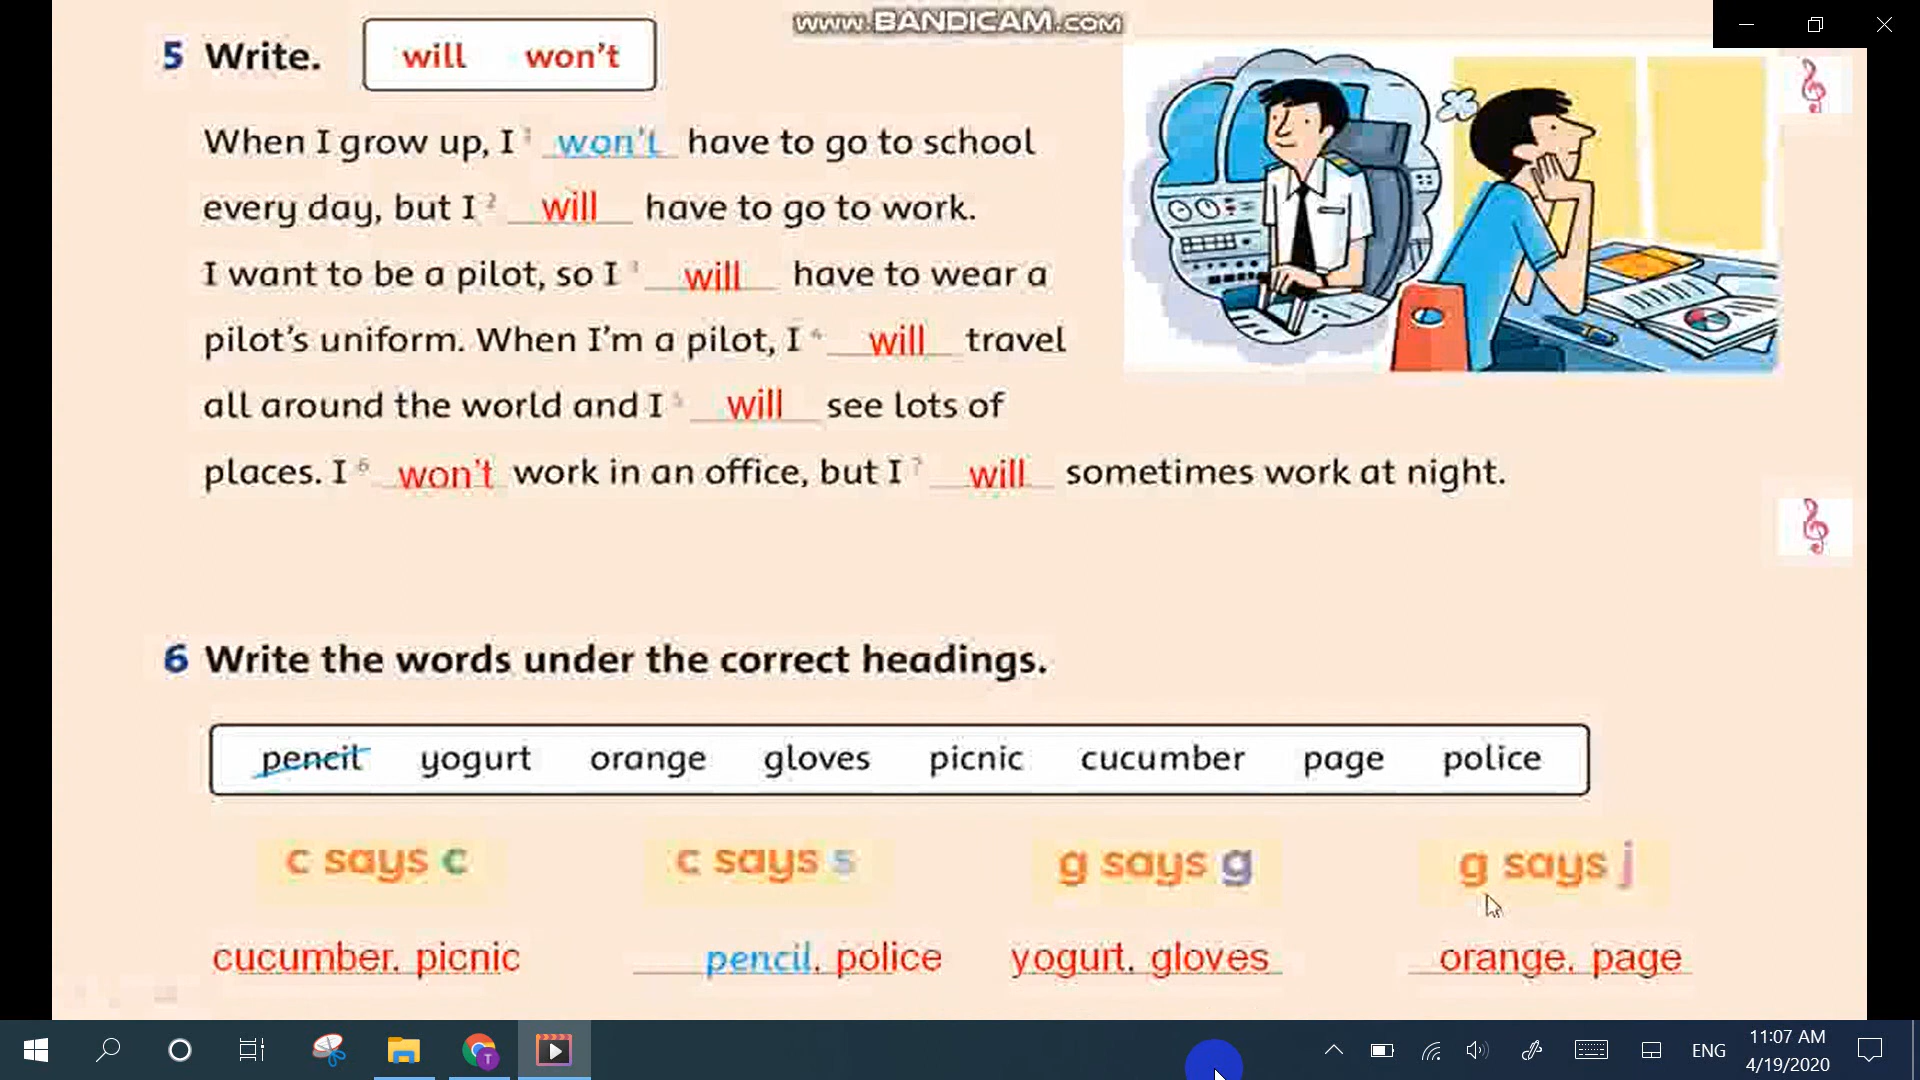 www.BANDICAM.com
5 Write. will won't
When I grow up, I 1 won't have to go to school
every day, but I 2 will have to go to work.
I want to be a pilot, so I 3 will have to wear a
pilot's uniform. When I'm a pilot, I 4 will travel
all around the world and I 5 will see lots of
places. I 6 won't work in an office, but I 7 will sometimes work at night.
6 Write the words under the correct headings.
pencil yogurt orange gloves picnic cucumber page police
c says c c says s g says g g says j
cucumber, picnic pencil, police yogurt, gloves orange, page
T ENG 11:07 AM
4/19/2020